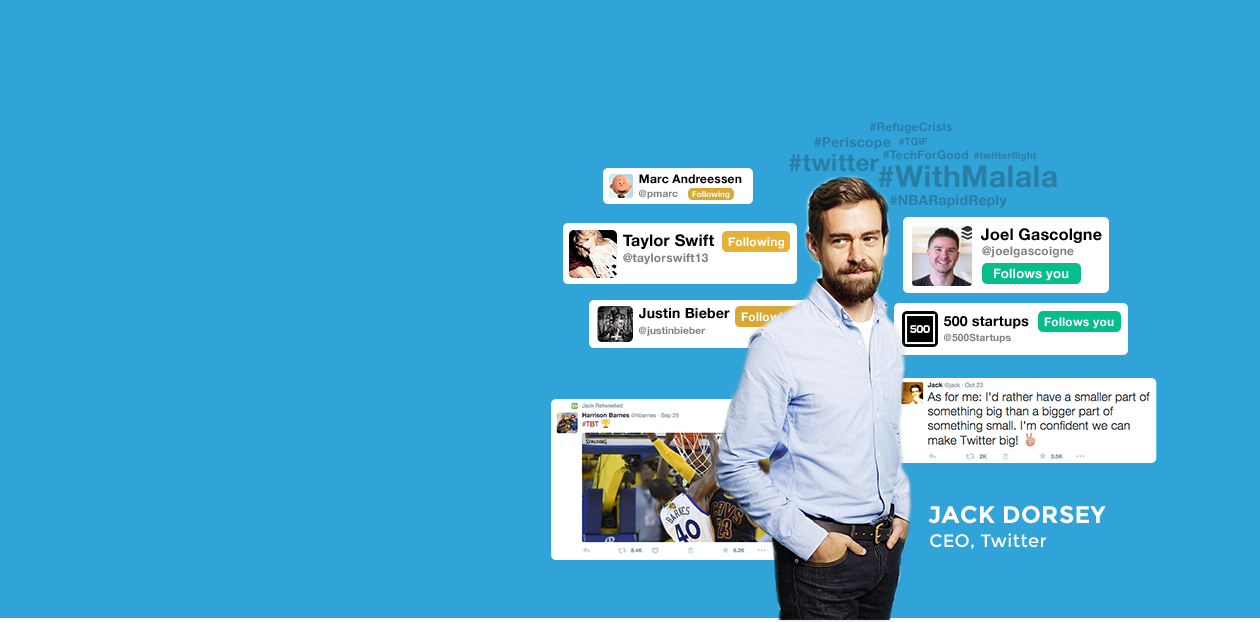 #RefugeCrisis
#Periscope #TGIF
#twitter #TechForGood #twitterflight
#WithMalala
#NBARapidReply
Marc Andreessen
@pmarc Following
Taylor Swift Following
@taylorswift13
Justin Bieber Followi
@justinbieber
Joel Gascolgne
@joelgascoigne
Follows you
500
500 startups Follows you
@500Startups
Jack Retweeted
Harrison Barnes @hbarnes · Sep 25
#TBT 🏆
SPALDING
BARNES
40
CAVS
23
8.4K 8.2K
Jack @jack · Oct 23
As for me: I'd rather have a smaller part of
something big than a bigger part of
something small. I'm confident we can
make Twitter big! ✌
2K 3.5K
JACK DORSEY
CEO, Twitter